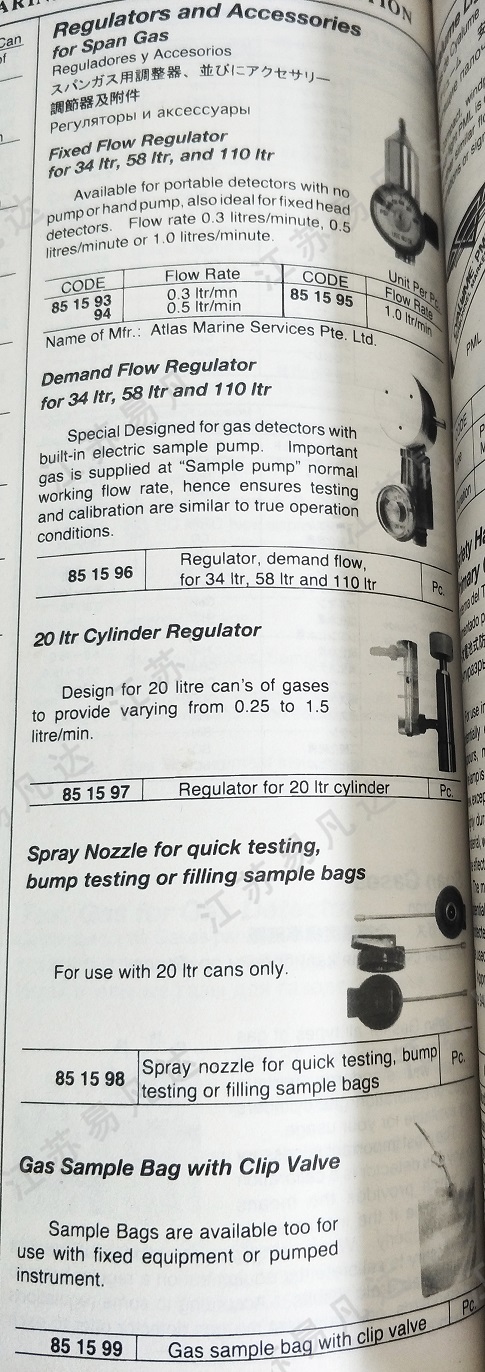 Regulators and Accessories
for Span Gas
Reguladores y Accesorios
スパンガス用調整器、並びにアクセサリー
調節器及附件
Регуляторы и аксессуары
Fixed Flow Regulator
for 34 ltr, 58 ltr, and 110 ltr
Available for portable detectors with no
pump or hand pump, also ideal for fixed head
detectors. Flow rate 0.3 litres/minute, 0.5
litres/minute or 1.0 litres/minute.
CODE Flow Rate CODE Flow Rate Unit Per Pc.
85 15 93 0.3 ltr/mn 85 15 95 1.0 ltr/min
94 0.5 ltr/min
Name of Mfr.: Atlas Marine Services Pte. Ltd.
Demand Flow Regulator
for 34 ltr, 58 ltr and 110 ltr
Special Designed for gas detectors with
built-in electric sample pump. Important
gas is supplied at “Sample pump” normal
working flow rate, hence ensures testing
and calibration are similar to true operation
conditions.
85 15 96 Regulator, demand flow,
for 34 ltr, 58 ltr and 110 ltr Pc.
20 ltr Cylinder Regulator
Design for 20 litre can's of gases
to provide varying from 0.25 to 1.5
litre/min.
85 15 97 Regulator for 20 ltr cylinder Pc.
Spray Nozzle for quick testing,
bump testing or filling sample bags
For use with 20 ltr cans only.
85 15 98 Spray nozzle for quick testing, bump Pc.
testing or filling sample bags
Gas Sample Bag with Clip Valve
Sample Bags are available too for
use with fixed equipment or pumped
instrument.
85 15 99 Gas sample bag with clip valve Pc.